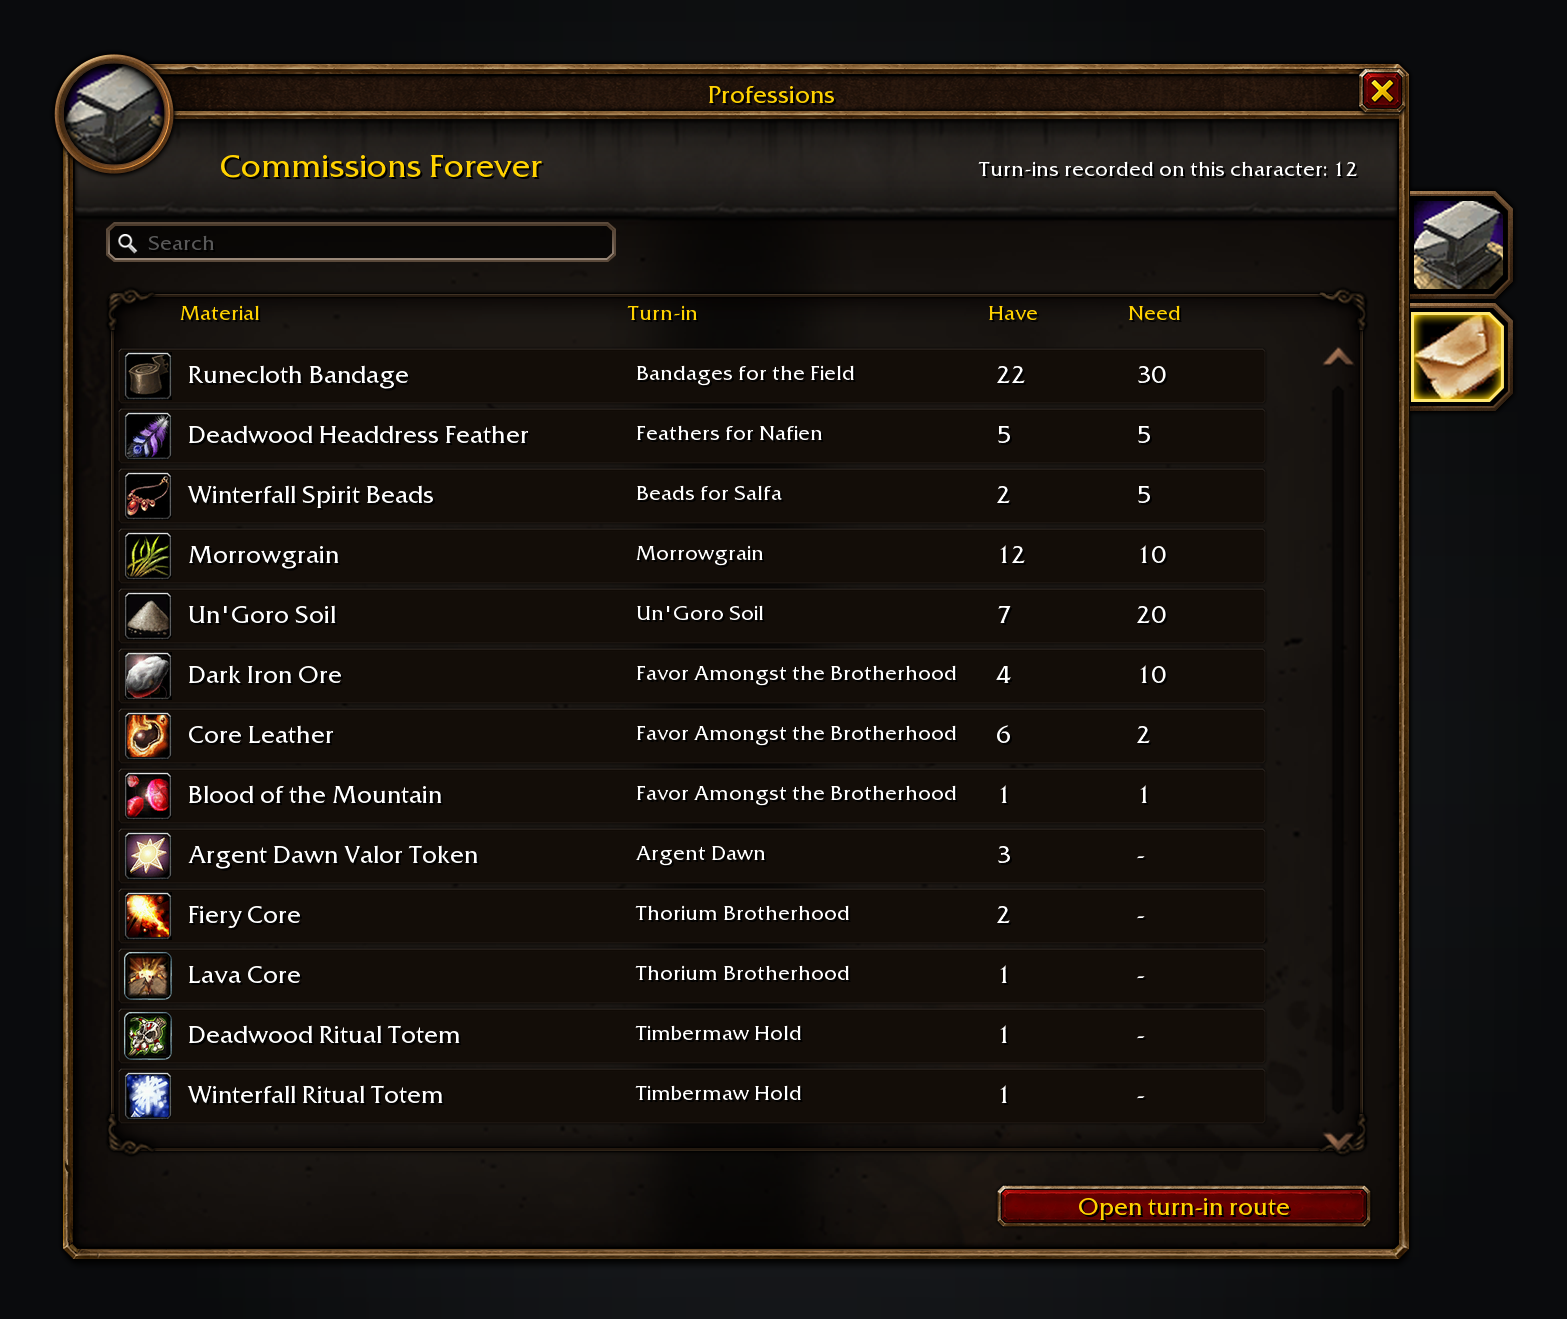 Professions
Commissions Forever
Turn-ins recorded on this character: 12
Search
Material Turn-in Have Need
Runecloth Bandage Bandages for the Field 22 30
Deadwood Headdress Feather Feathers for Nafien 5 5
Winterfall Spirit Beads Beads for Salfa 2 5
Morrowgrain Morrowgrain 12 10
Un'Goro Soil Un'Goro Soil 7 20
Dark Iron Ore Favor Amongst the Brotherhood 4 10
Core Leather Favor Amongst the Brotherhood 6 2
Blood of the Mountain Favor Amongst the Brotherhood 1 1
Argent Dawn Valor Token Argent Dawn 3 -
Fiery Core Thorium Brotherhood 2 -
Lava Core Thorium Brotherhood 1 -
Deadwood Ritual Totem Timbermaw Hold 1 -
Winterfall Ritual Totem Timbermaw Hold 1 -
Open turn-in route